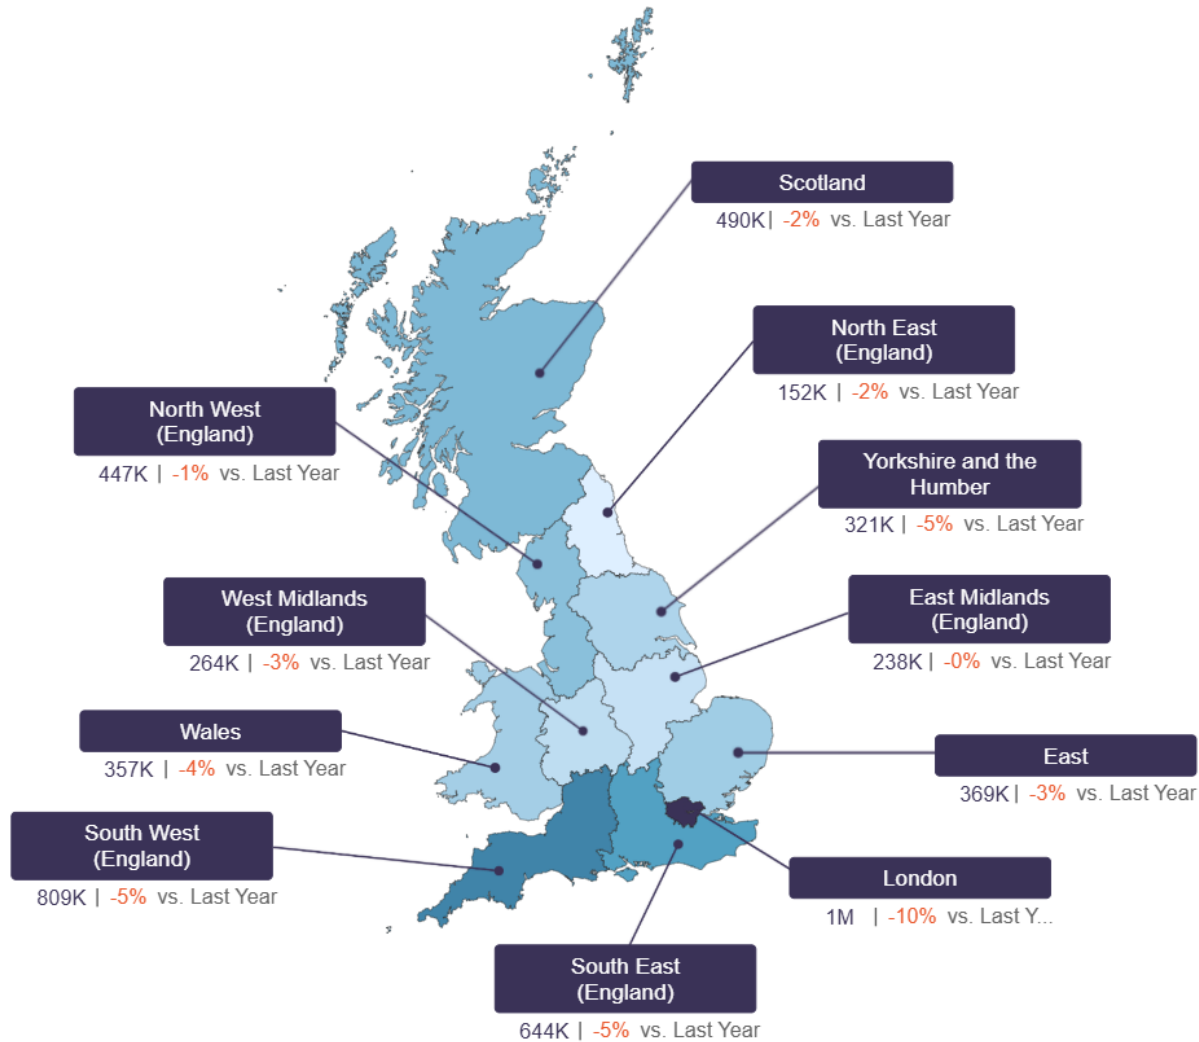 Scotland
490K | -2% vs. Last Year
North East
(England)
152K | -2% vs. Last Year
North West
(England)
447K | -1% vs. Last Year
Yorkshire and the
Humber
321K | -5% vs. Last Year
West Midlands
(England)
264K | -3% vs. Last Year
East Midlands
(England)
238K | -0% vs. Last Year
Wales
357K | -4% vs. Last Year
East
369K | -3% vs. Last Year
South West
(England)
809K | -5% vs. Last Year
London
1M | -10% vs. Last Y...
South East
(England)
644K | -5% vs. Last Year